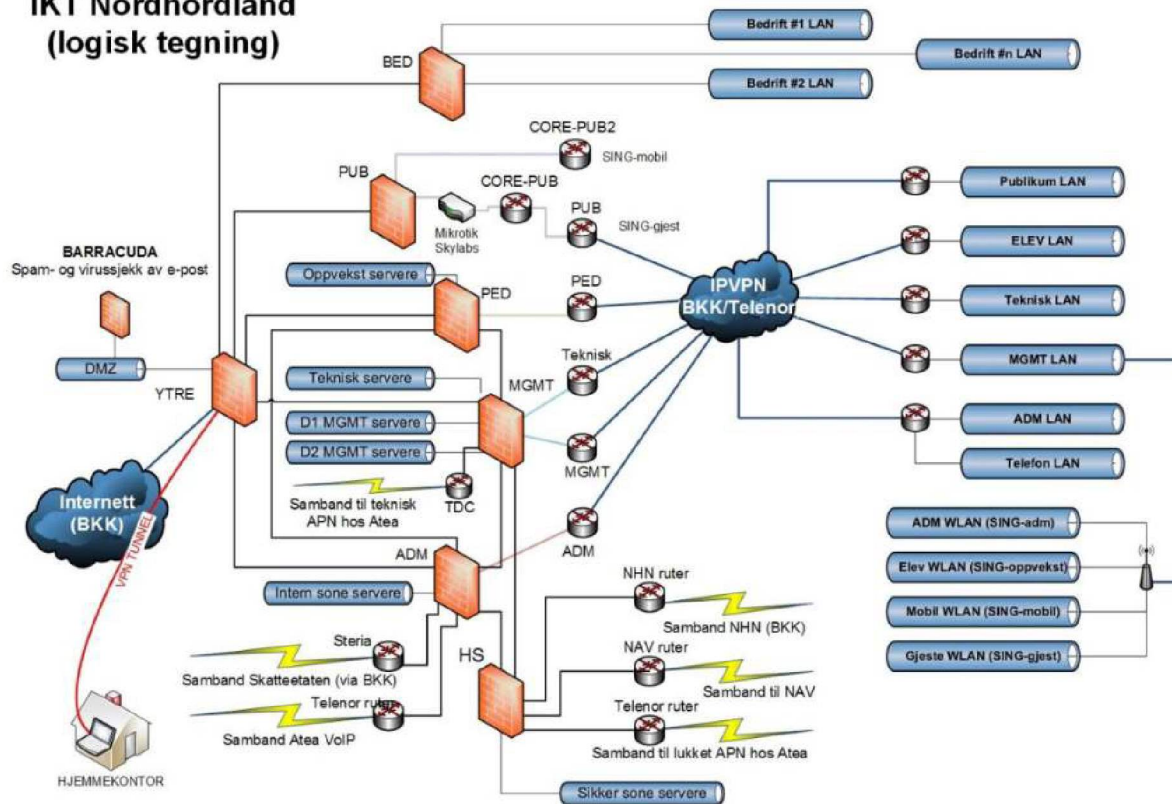 IKT Nordhordland
(logisk tegning)
BED
Bedrift #1 LAN
Bedrift #n LAN
Bedrift #2 LAN
CORE-PUB2
SING-mobil
PUB
CORE-PUB
Mikrotik
Skylabs
PUB
SING-gjest
Publikum LAN
BARRACUDA
Spam- og virussjekk av e-post
ELEV LAN
Oppvekst servere
PED
PED
IPVPN
BKK/Telenor
Teknisk LAN
DMZ
YTRE
Teknisk servere
MGMT
Teknisk
MGMT LAN
D1 MGMT servere
D2 MGMT servere
MGMT
ADM LAN
Telefon LAN
Internett
(BKK)
VPN TUNNEL
Samband til teknisk
APN hos Atea
TDC
ADM
ADM
ADM WLAN (SING-adm)
Elev WLAN (SING-oppvekst)
Mobil WLAN (SING-mobil)
Gjeste WLAN (SING-gjest)
Intern sone servere
NHN ruter
Samband NHN (BKK)
Steria
Samband Skatteetaten (via BKK)
HS
NAV ruter
Samband til NAV
Telenor ruter
Samband Atea VoIP
Telenor ruter
Samband til lukket APN hos Atea
HJEMMEKONTOR
Sikker sone servere